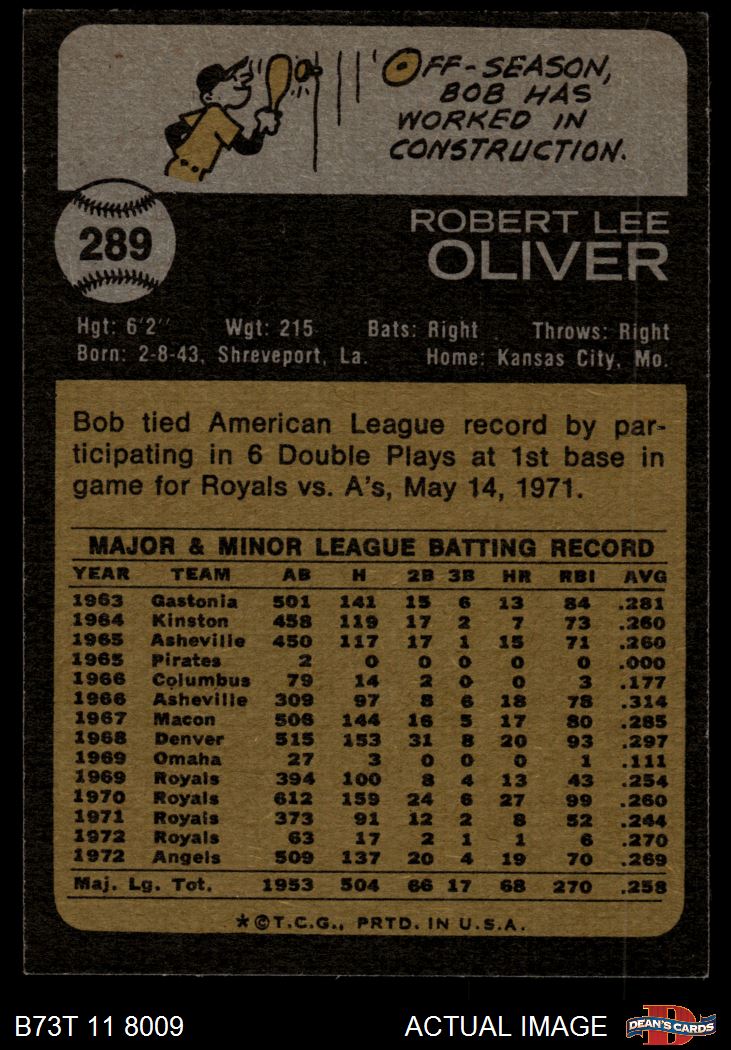 OFF-SEASON,
BOB HAS
WORKED IN
CONSTRUCTION.
289
ROBERT LEE
OLIVER
Hgt: 6'2" Wgt: 215 Bats: Right Throws: Right
Born: 2-8-43, Shreveport, La. Home: Kansas City, Mo.
Bob tied American League record by par-
ticipating in 6 Double Plays at 1st base in
game for Royals vs. A's, May 14, 1971.
MAJOR & MINOR LEAGUE BATTING RECORD
YEAR TEAM AB H 2B 3B HR RBI AVG
1963 Gastonia 501 141 15 6 13 84 .281
1964 Kinston 458 119 17 2 7 73 .260
1965 Asheville 450 117 17 1 15 71 .260
1965 Pirates 2 0 0 0 0 0 .000
1966 Columbus 79 14 2 0 0 3 .177
1966 Asheville 309 97 8 6 18 78 .314
1967 Macon 506 144 16 5 17 80 .285
1968 Denver 515 153 31 8 20 93 .297
1969 Omaha 27 3 0 0 0 1 .111
1969 Royals 394 100 8 4 13 43 .254
1970 Royals 612 159 24 6 27 99 .260
1971 Royals 373 91 12 2 8 52 .244
1972 Royals 63 17 2 1 1 6 .270
1972 Angels 509 137 20 4 19 70 .269
Maj. Lg. Tot. 1953 504 66 17 68 270 .258
*©T.C.G., PRTD. IN U.S.A.
B73T 11 8009 ACTUAL IMAGE
D
DEAN'S CARDS